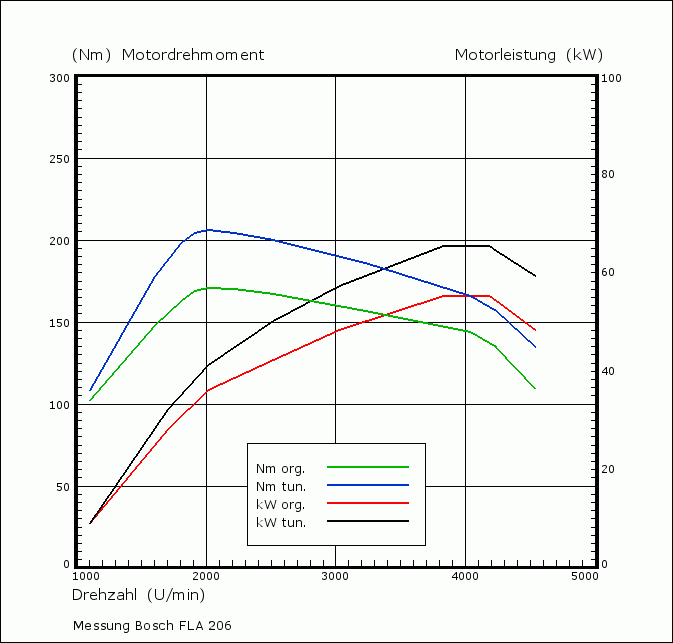 (Nm) Motordrehmoment Motorleistung (kW)
300 100
250
80
200
60
150
40
100
20
50
0 0
1000 2000 3000 4000 5000
Nm org.
Nm tun.
kW org.
kW tun.
Drehzahl (U/min)
Messung Bosch FLA 206